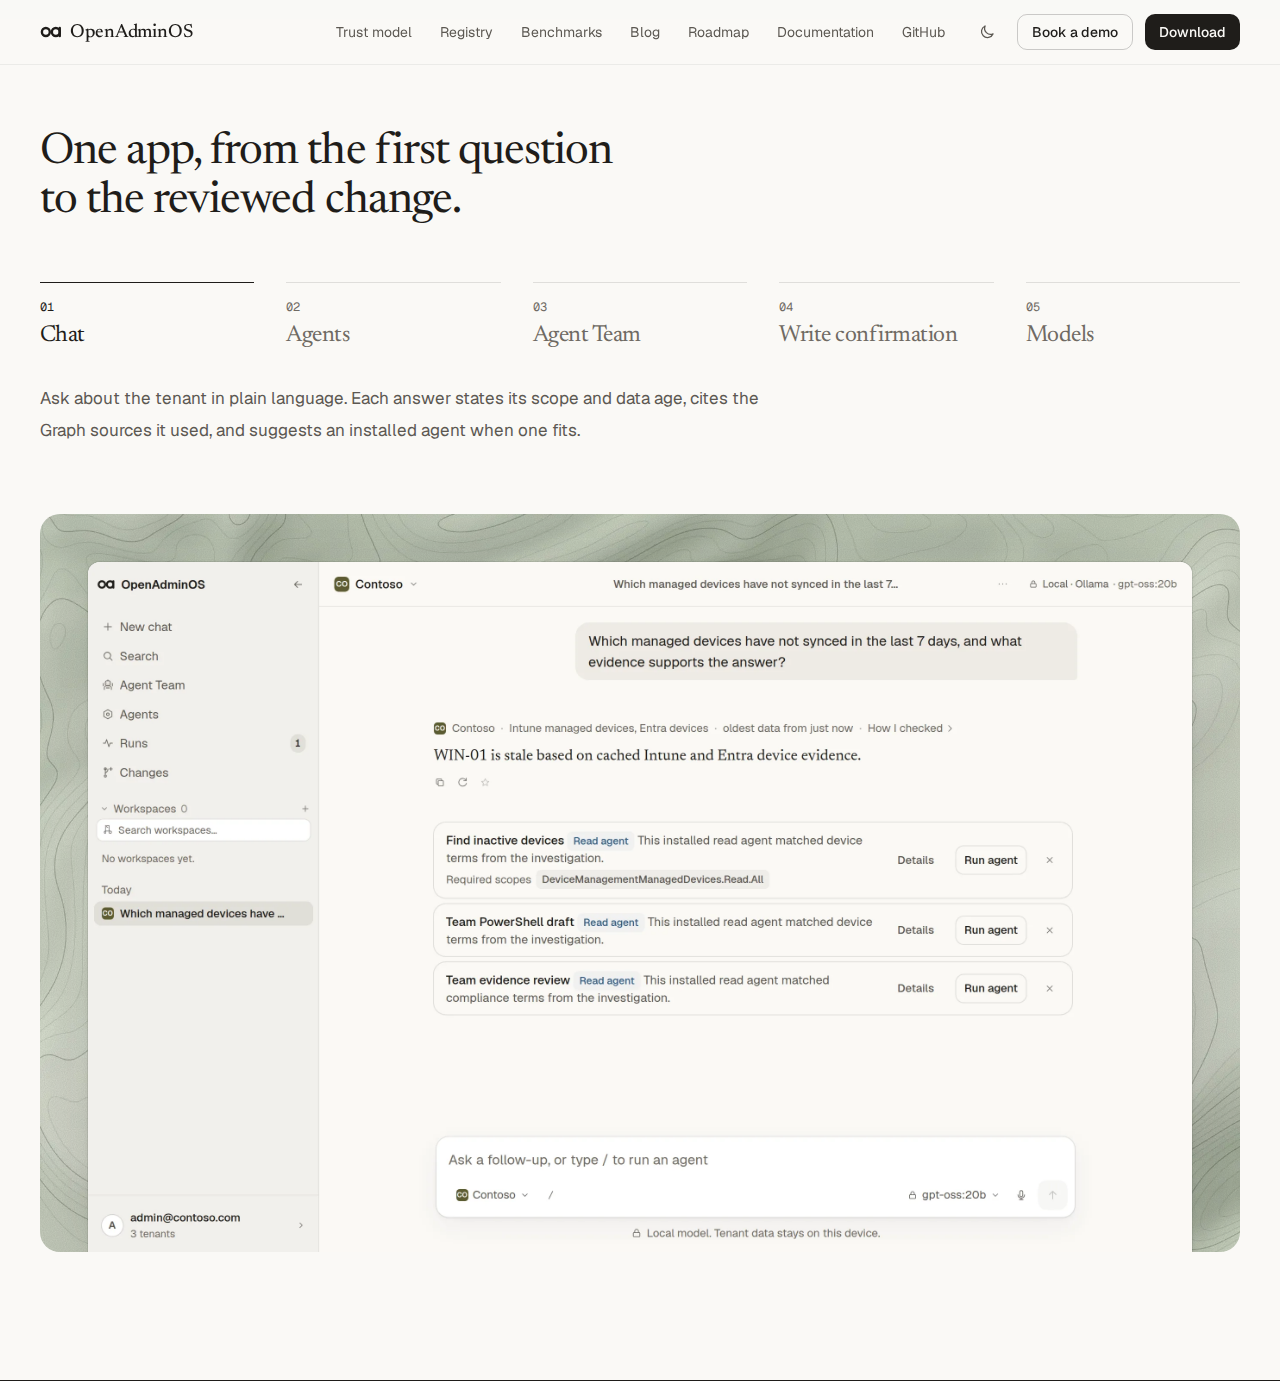 OpenAdminOS
Trust model
Registry
Benchmarks
Blog
Roadmap
Documentation
GitHub
Book a demo
Download
One app, from the first question
to the reviewed change.
01
Chat
02
Agents
03
Agent Team
04
Write confirmation
05
Models
Ask about the tenant in plain language. Each answer states its scope and data age, cites the
Graph sources it used, and suggests an installed agent when one fits.
OpenAdminOS
New chat
Search
Agent Team
Agents
Runs 1
Changes
Workspaces 0 +
Search workspaces...
No workspaces yet.
Today
CO Which managed devices have ...
A
admin@contoso.com
3 tenants
CO Contoso
Which managed devices have not synced in the last 7...
Local · Ollama · gpt-oss:20b
Which managed devices have not synced in the last 7 days, and what
evidence supports the answer?
CO Contoso · Intune managed devices, Entra devices · oldest data from just now · How I checked
WIN-01 is stale based on cached Intune and Entra device evidence.
Find inactive devices Read agent This installed read agent matched device
terms from the investigation.
Required scopes DeviceManagementManagedDevices.Read.All
Details
Run agent
Team PowerShell draft Read agent This installed read agent matched device
terms from the investigation.
Details
Run agent
Team evidence review Read agent This installed read agent matched
compliance terms from the investigation.
Details
Run agent
Ask a follow-up, or type / to run an agent
CO Contoso /
gpt-oss:20b
Local model. Tenant data stays on this device.